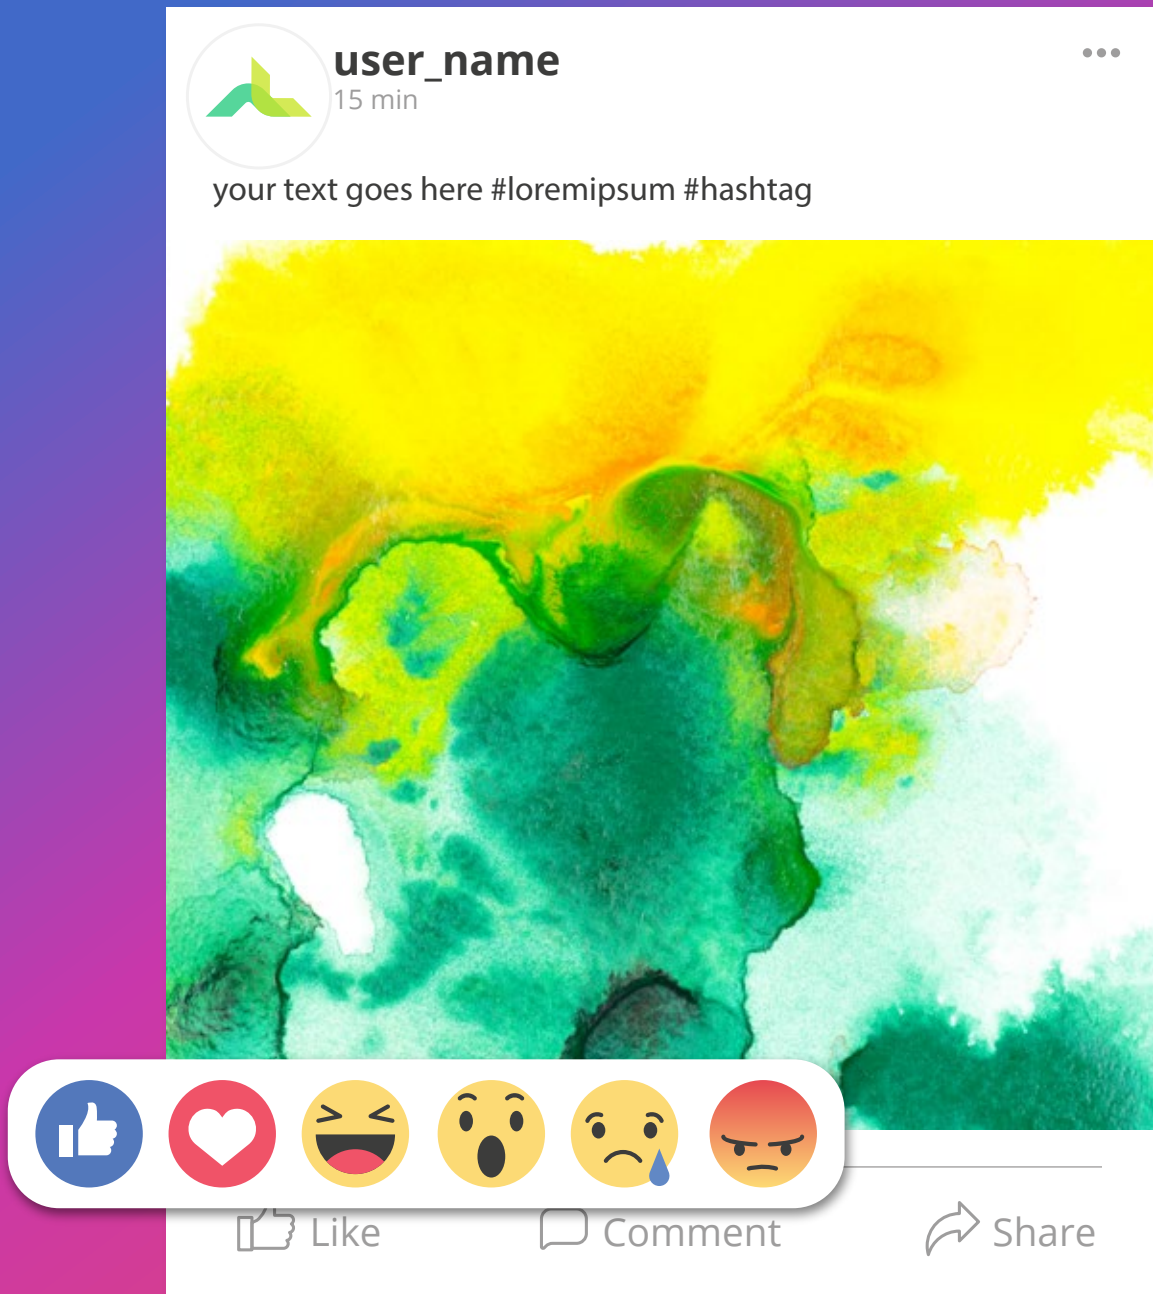 user_name
15 min
your text goes here #loremipsum #hashtag
Like
Comment
Share